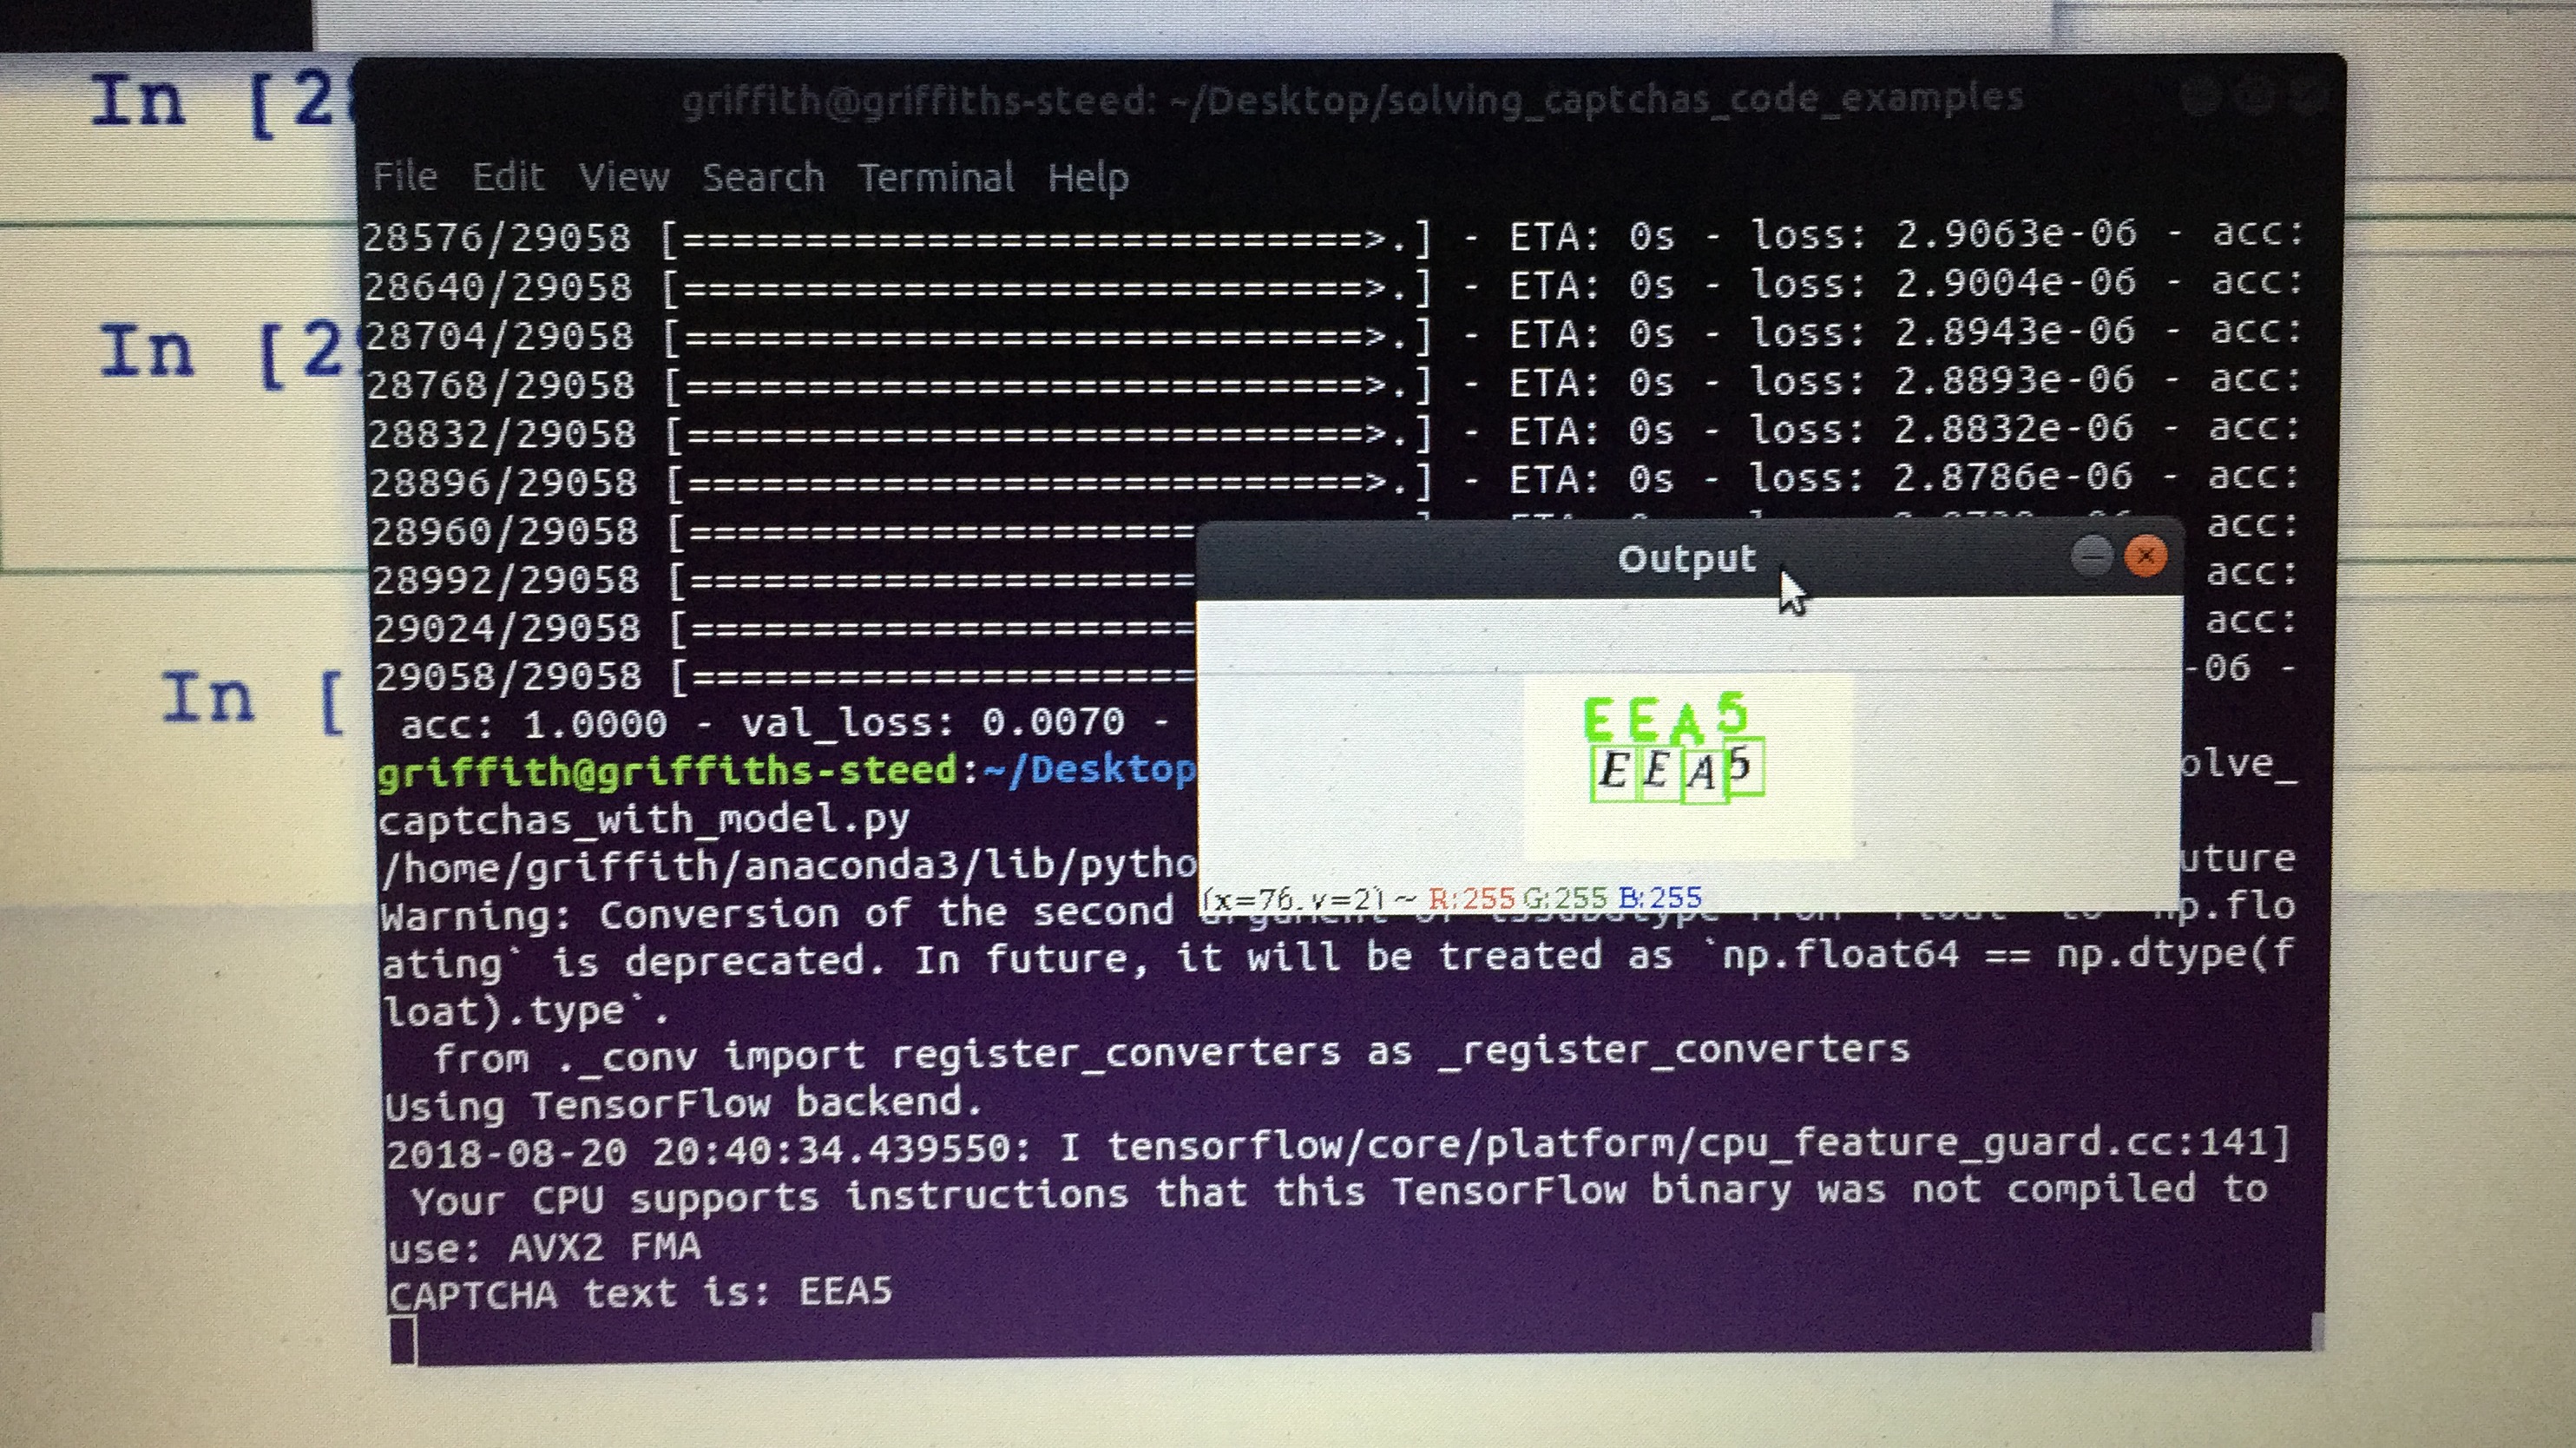 In [2
In [2
In [
griffith@griffiths-steed: ~/Desktop/solving_captchas_code_examples
File Edit View Search Terminal Help
28576/29058 [============================>.] - ETA: 0s - loss: 2.9063e-06 - acc:
28640/29058 [============================>.] - ETA: 0s - loss: 2.9004e-06 - acc:
28704/29058 [============================>.] - ETA: 0s - loss: 2.8943e-06 - acc:
28768/29058 [============================>.] - ETA: 0s - loss: 2.8893e-06 - acc:
28832/29058 [============================>.] - ETA: 0s - loss: 2.8832e-06 - acc:
28896/29058 [============================>.] - ETA: 0s - loss: 2.8786e-06 - acc:
28960/29058 [===================== acc:
28992/29058 [===================== acc:
29024/29058 [===================== acc:
29058/29058 [===================== -06 -
acc: 1.0000 - val_loss: 0.0070 -
griffith@griffiths-steed:~/Desktop olve_
captchas_with_model.py
/home/griffith/anaconda3/lib/pytho uture
Warning: Conversion of the second p.flo
ating` is deprecated. In future, it will be treated as `np.float64 == np.dtype(f
loat).type`.
from ._conv import register_converters as _register_converters
Using TensorFlow backend.
2018-08-20 20:40:34.439550: I tensorflow/core/platform/cpu_feature_guard.cc:141]
Your CPU supports instructions that this TensorFlow binary was not compiled to
use: AVX2 FMA
CAPTCHA text is: EEA5
Output
EEA5
EEA5
(x=76, y=2) ~ R:255 G:255 B:255